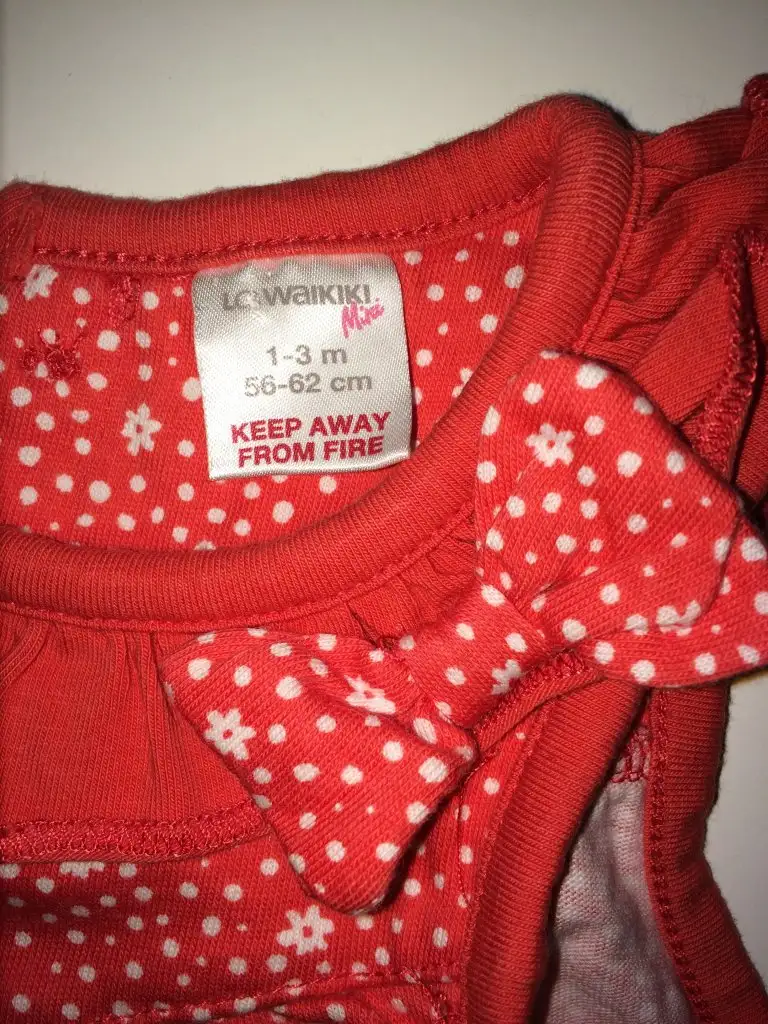 LC WAIKIKI
Mini
1-3 m
56-62 cm
KEEP AWAY
FROM FIRE